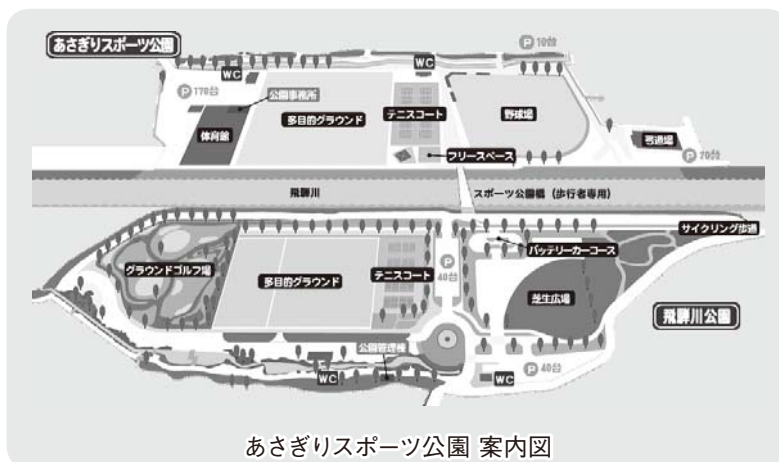 あさぎりスポーツ公園
P 10台
WC
WC
P 170台
公園事務所
体育館
多目的グラウンド
テニスコート
野球場
弓道場
P 70台
フリースペース
飛騨川
スポーツ公園橋（歩行者専用）
サイクリング歩道
バッテリーカーコース
グラウンドゴルフ場
多目的グラウンド
テニスコート
P 40台
芝生広場
飛騨川公園
公園管理棟
WC
WC
P 40台
あさぎりスポーツ公園 案内図